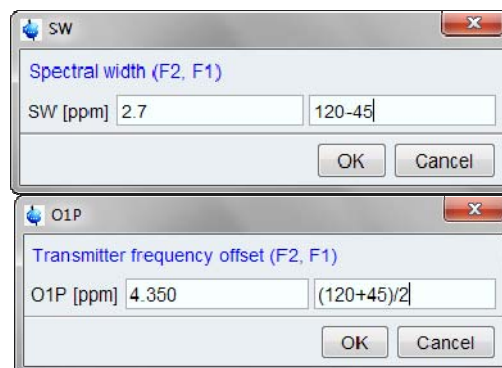 SW
Spectral width (F2, F1)
SW [ppm] 2.7 120-45
OK Cancel
O1P
Transmitter frequency offset (F2, F1)
O1P [ppm] 4.350 (120+45)/2
OK Cancel